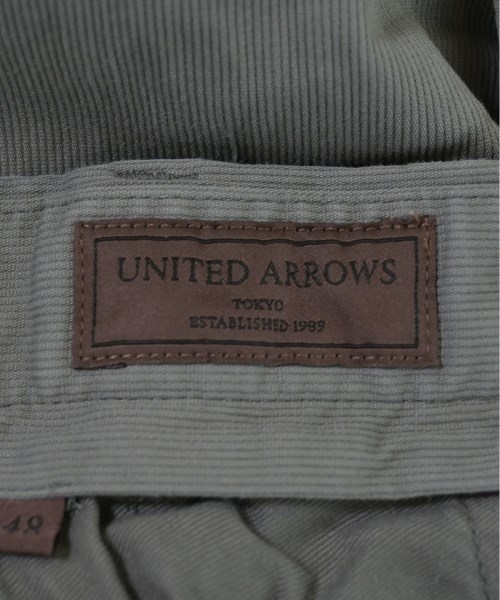 UNITED ARROWS
TOKYO
ESTABLISHED 1989
48